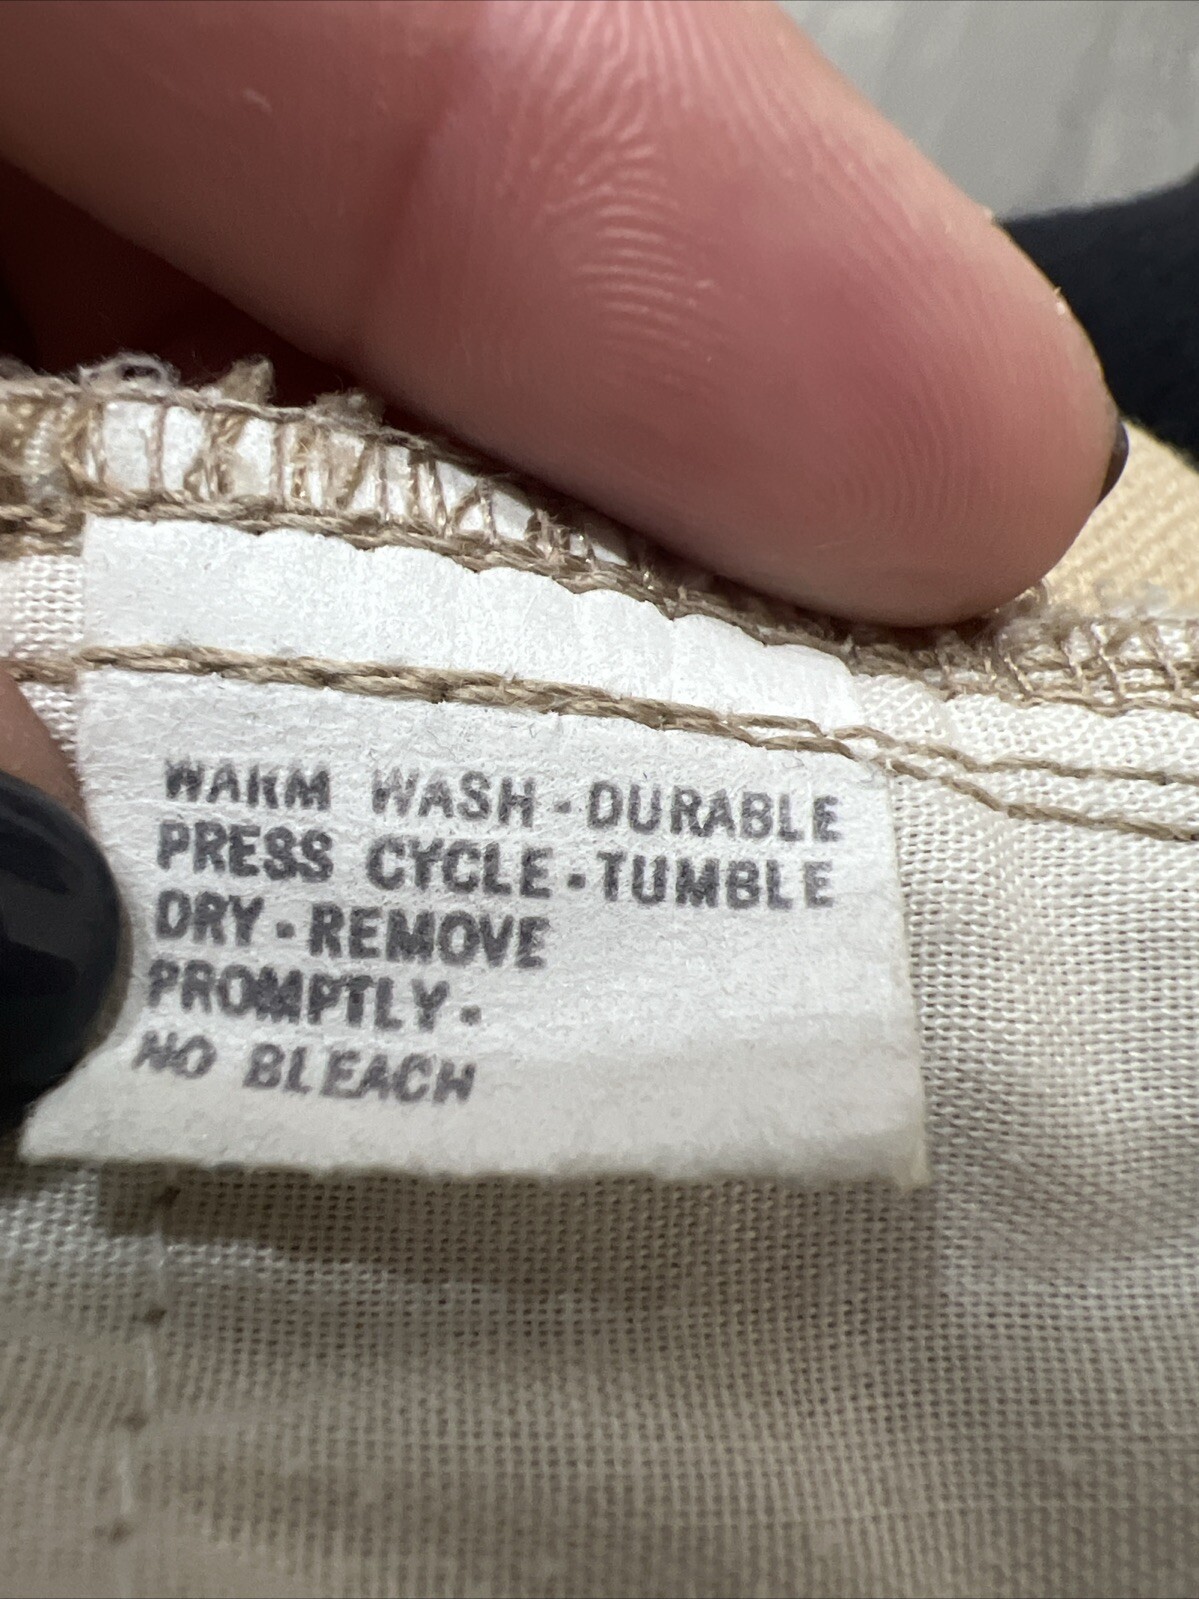 WARM WASH - DURABLE
PRESS CYCLE - TUMBLE
DRY - REMOVE
PROMPTLY -
NO BLEACH